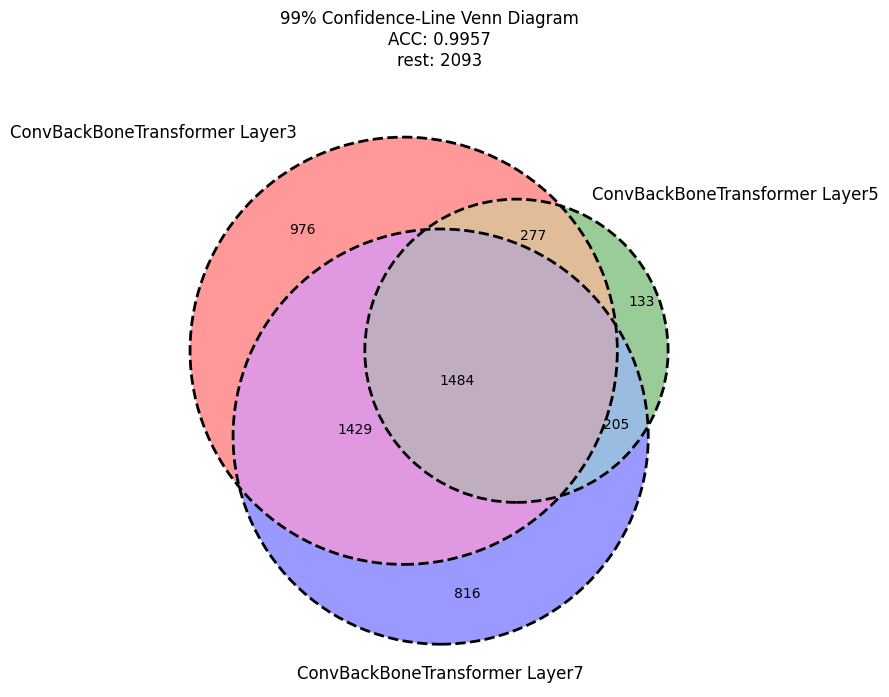 99% Confidence-Line Venn Diagram
ACC: 0.9957
rest: 2093
ConvBackBoneTransformer Layer3
ConvBackBoneTransformer Layer5
976
277
133
1484
205
1429
816
ConvBackBoneTransformer Layer7